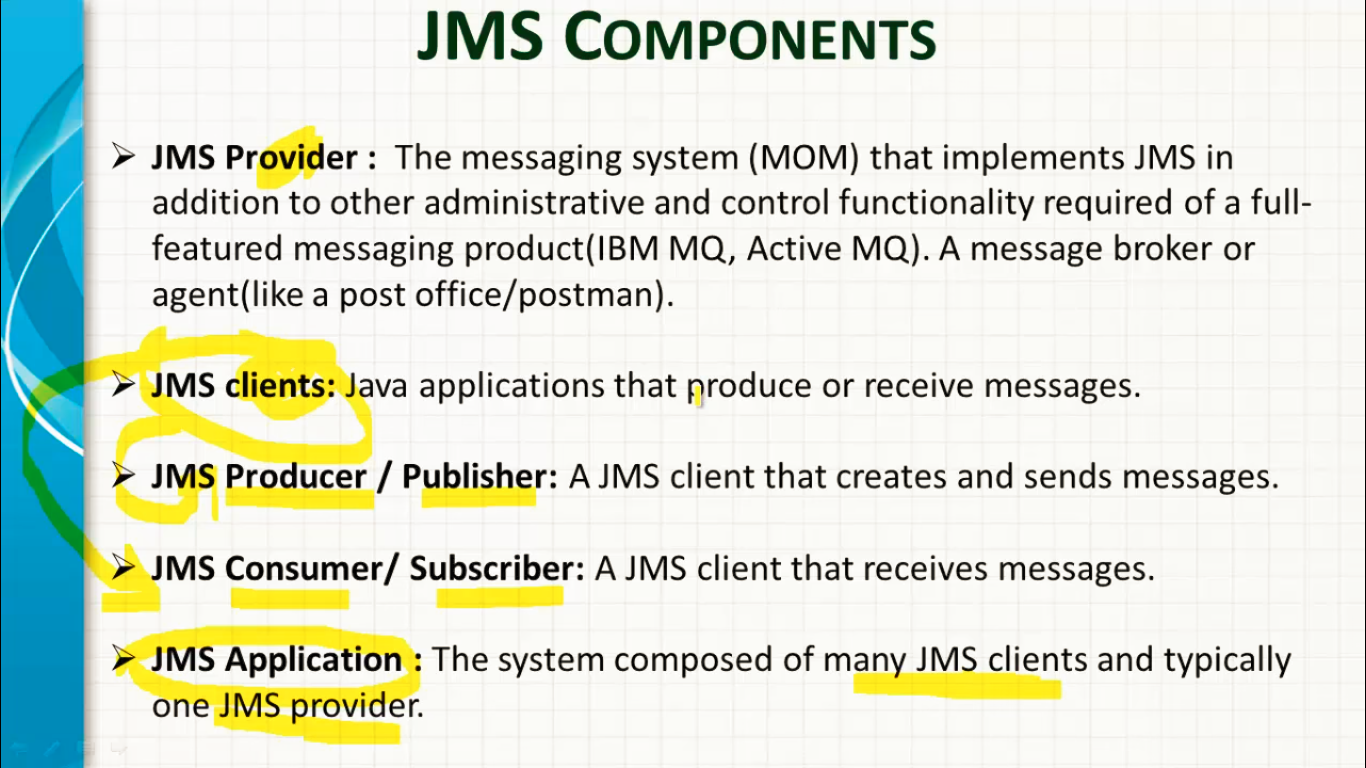 JMS COMPONENTS
➢ JMS Provider : The messaging system (MOM) that implements JMS in
addition to other administrative and control functionality required of a full-
featured messaging product(IBM MQ, Active MQ). A message broker or
agent(like a post office/postman).
➢ JMS clients: Java applications that produce or receive messages.
➢ JMS Producer / Publisher: A JMS client that creates and sends messages.
➢ JMS Consumer/ Subscriber: A JMS client that receives messages.
➢ JMS Application : The system composed of many JMS clients and typically
one JMS provider.